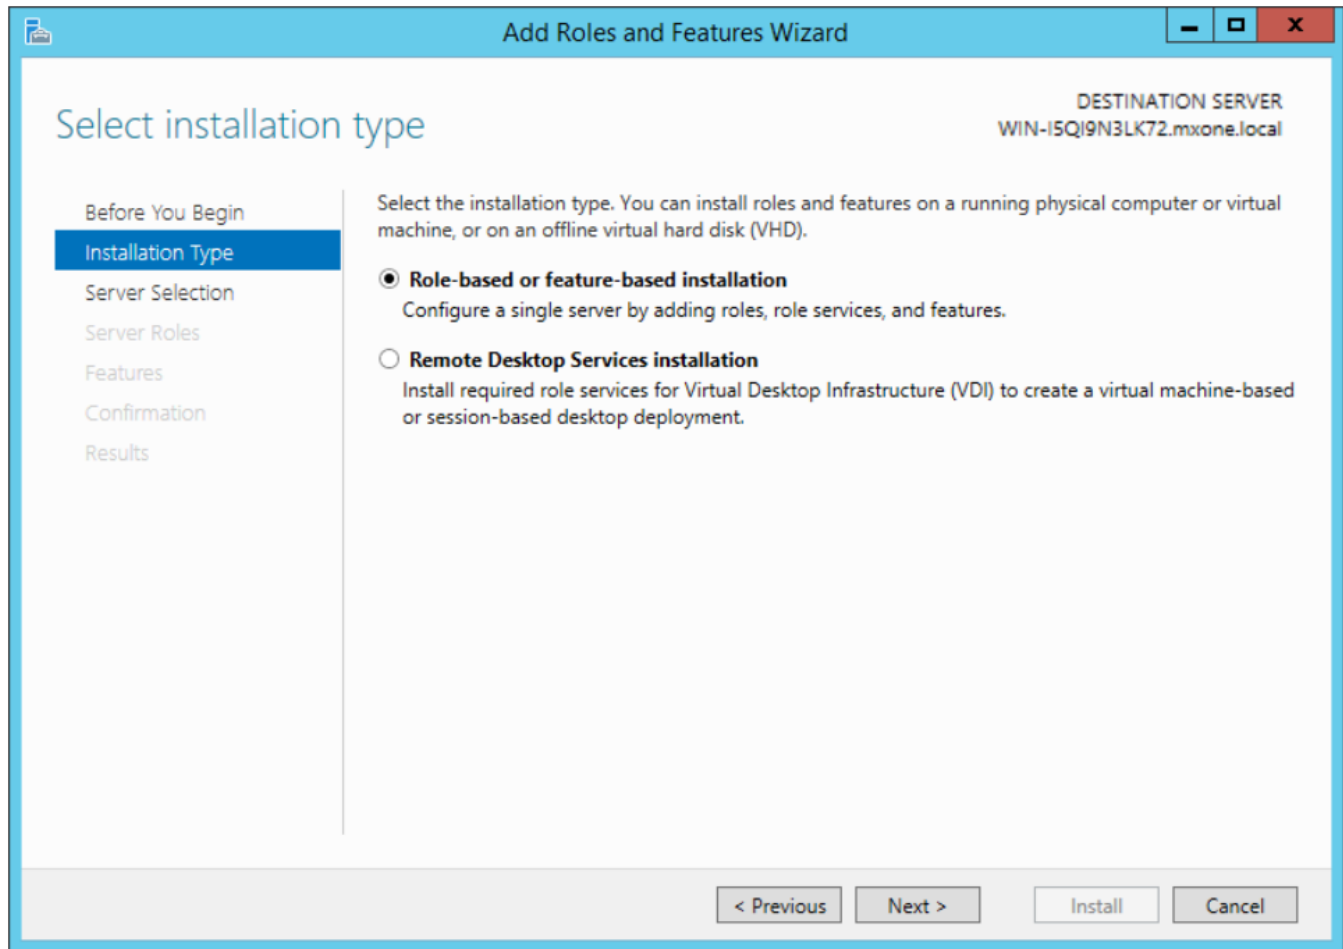 Add Roles and Features Wizard
Select installation type
DESTINATION SERVER
WIN-I5QI9N3LK72.mxone.local
Before You Begin
Installation Type
Server Selection
Server Roles
Features
Confirmation
Results
Select the installation type. You can install roles and features on a running physical computer or virtual
machine, or on an offline virtual hard disk (VHD).
Role-based or feature-based installation
Configure a single server by adding roles, role services, and features.
Remote Desktop Services installation
Install required role services for Virtual Desktop Infrastructure (VDI) to create a virtual machine-based
or session-based desktop deployment.
< Previous
Next >
Install
Cancel